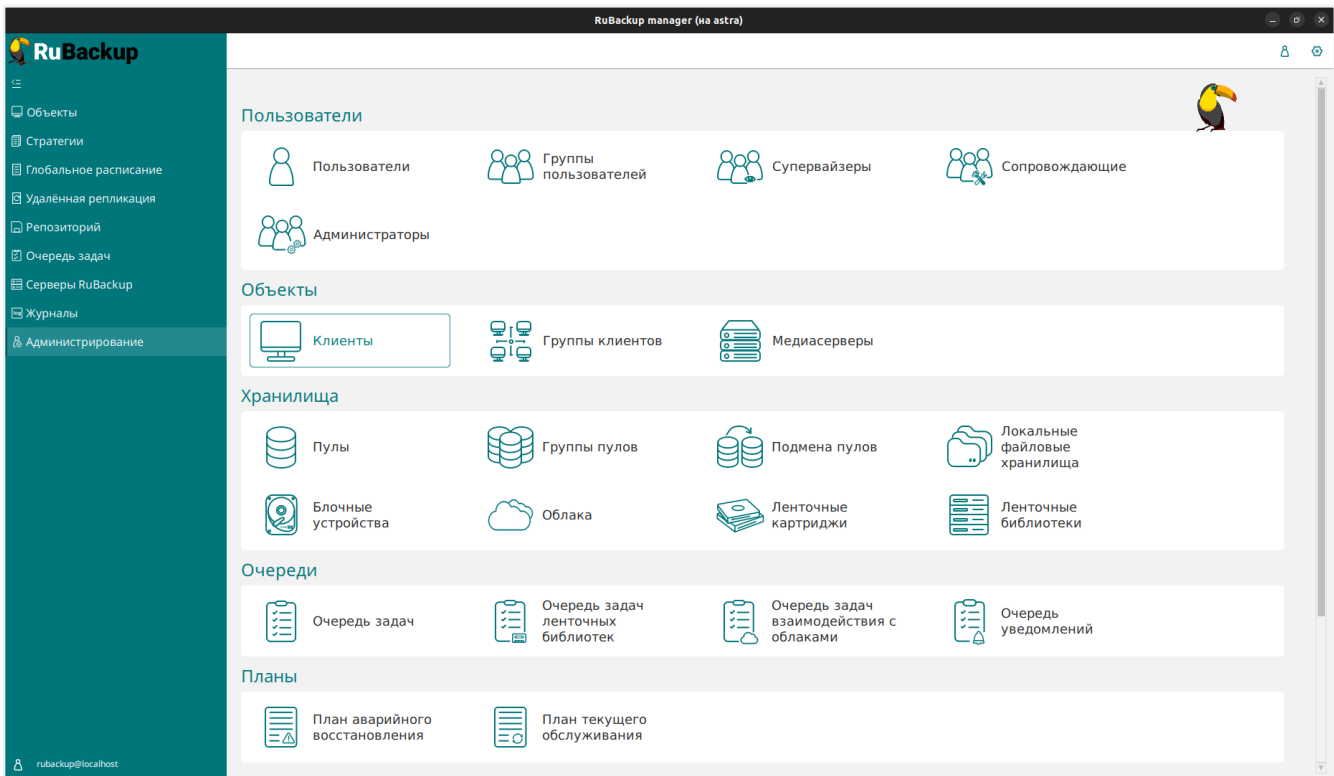 RuBackup manager (на astra)
RuBackup
Объекты
Стратегии
Глобальное расписание
Удалённая репликация
Репозиторий
Очередь задач
Серверы RuBackup
Журналы
Администрирование
rubackup@localhost
Пользователи
Пользователи
Группы
пользователей
Супервайзеры
Сопровождающие
Администраторы
Объекты
Клиенты
Группы клиентов
Медиасерверы
Хранилища
Пулы
Группы пулов
Подмена пулов
Локальные
файловые
хранилища
Блочные
устройства
Облака
Ленточные
картриджи
Ленточные
библиотеки
Очереди
Очередь задач
Очередь задач
ленточных
библиотек
Очередь задач
взаимодействия с
облаками
Очередь
уведомлений
Планы
План аварийного
восстановления
План текущего
обслуживания